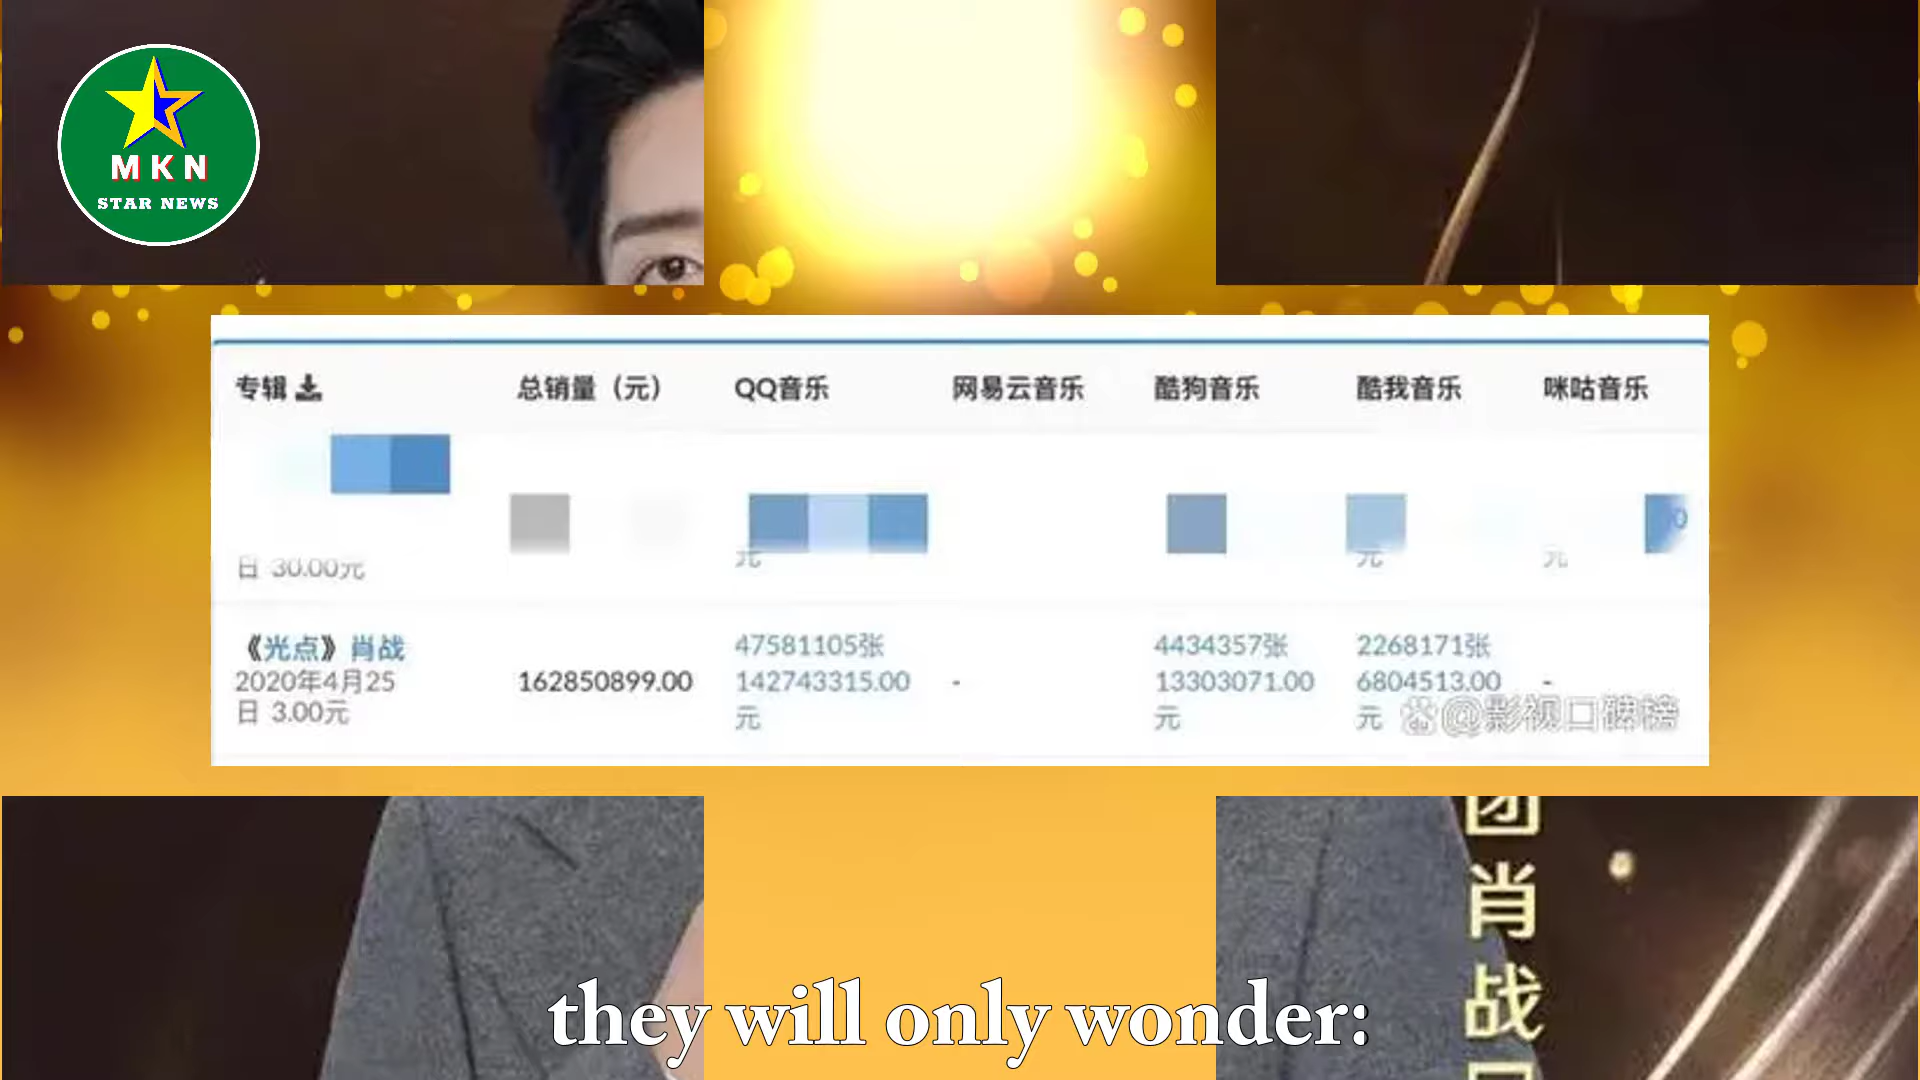 MKN
STAR NEWS
专辑 总销量（元） QQ音乐 网易云音乐 酷狗音乐 酷我音乐 咪咕音乐
元 元 元
日 30.00元
《光点》肖战 47581105张 4434357张 2268171张
2020年4月25 162850899.00 142743315.00 - 13303071.00 6804513.00 -
日 3.00元 元 元 元
@影视口碑榜
团肖战
they will only wonder: